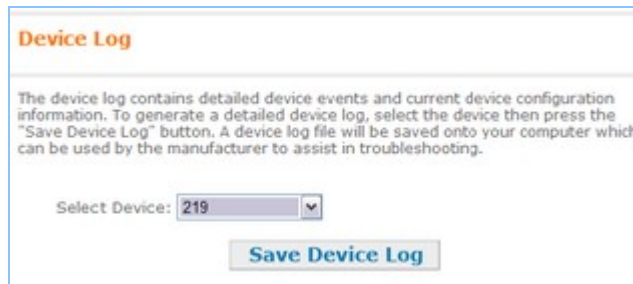 Device Log
The device log contains detailed device events and current device configuration
information. To generate a detailed device log, select the device then press the
"Save Device Log" button. A device log file will be saved onto your computer which
can be used by the manufacturer to assist in troubleshooting.
Select Device: 219
Save Device Log